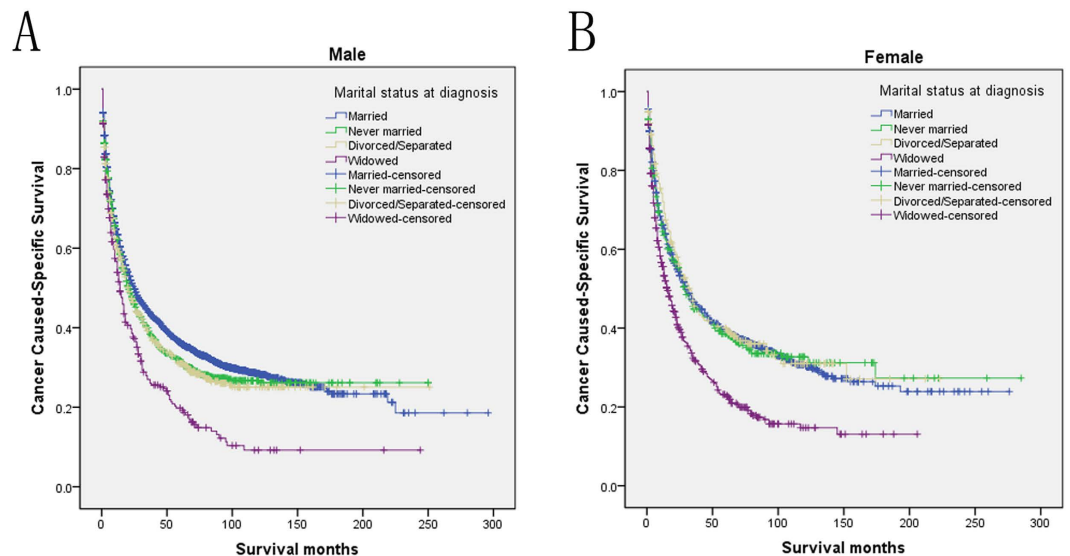 A
Male
Marital status at diagnosis
Married
Never married
Divorced/Separated
Widowed
Married-censored
Never married-censored
Divorced/Separated-censored
Widowed-censored
Cancer Caused-Specific Survival
1.0
0.8
0.6
0.4
0.2
0.0
0
50
100
150
200
250
300
Survival months
B
Female
Marital status at diagnosis
Married
Never married
Divorced/Separated
Widowed
Married-censored
Never married-censored
Divorced/Separated-censored
Widowed-censored
Cancer Caused-Specific Survival
1.0
0.8
0.6
0.4
0.2
0.0
0
50
100
150
200
250
300
Survival months